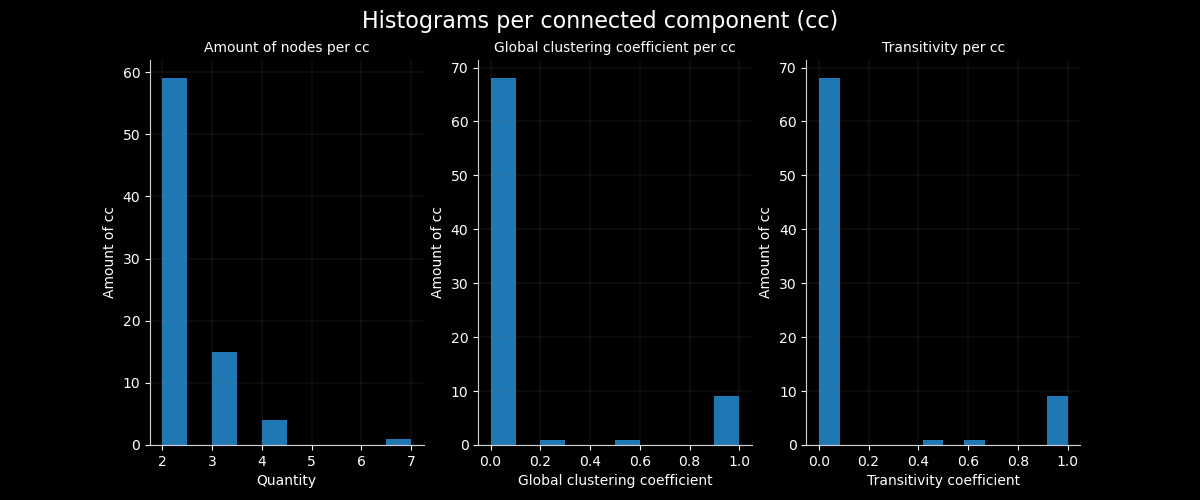 Histograms per connected component (cc)
Amount of nodes per cc
Global clustering coefficient per cc
Transitivity per cc
60
50
40
30
20
10
0
Amount of cc
2 3 4 5 6 7
Quantity
70
60
50
40
30
20
10
0
Amount of cc
0.0 0.2 0.4 0.6 0.8 1.0
Global clustering coefficient
70
60
50
40
30
20
10
0
Amount of cc
0.0 0.2 0.4 0.6 0.8 1.0
Transitivity coefficient